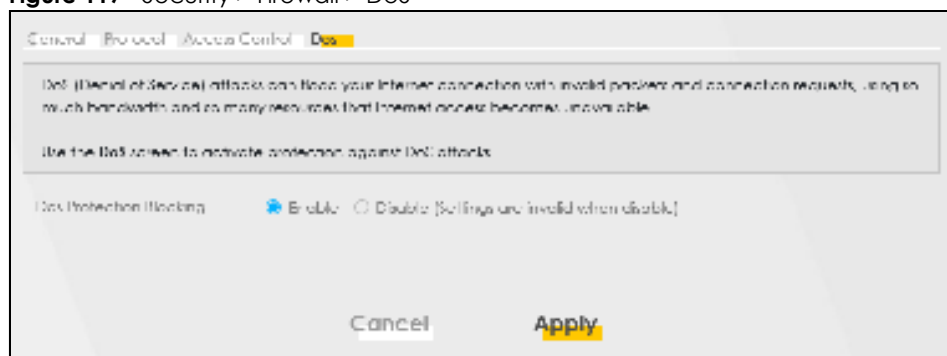 Figure 119 Security > Firewall > DoS
General Protocol Access Control Dos
DoS (Denial of Service) attacks can flood your Internet connection with invalid packets and connection requests, using so
much bandwidth and so many resources that Internet access becomes unavailable.
Use the DoS screen to activate protection against DoS attacks.
Dos Protection Blocking Enable Disable (Settings are invalid when disable)
Cancel Apply